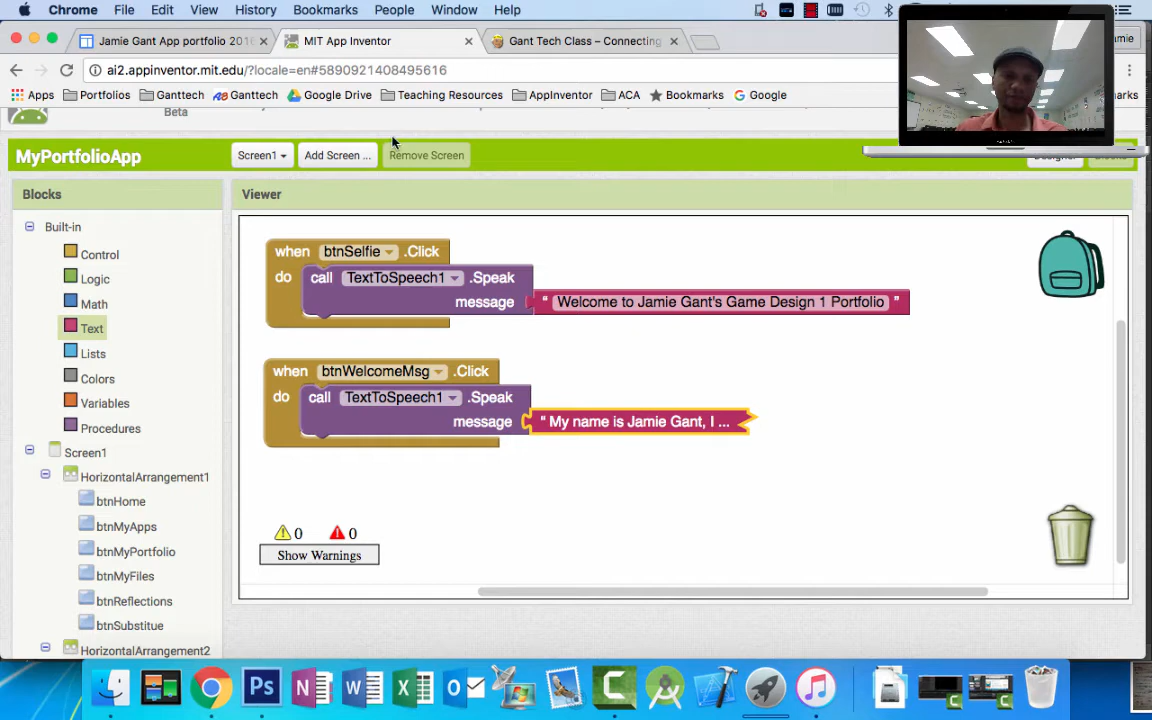 Chrome File Edit View History Bookmarks People Window Help
Jamie Gant App portfolio 2016 MIT App Inventor Gant Tech Class – Connecting
ai2.appinventor.mit.edu/?locale=en#5890921408495616
Apps Portfolios Ganttech Ganttech Google Drive Teaching Resources AppInventor ACA Bookmarks Google
Beta
MyPortfolioApp Screen1 Add Screen ... Remove Screen
Blocks Viewer
Built-in
Control
Logic
Math
Text
Lists
Colors
Variables
Procedures
Screen1
HorizontalArrangement1
btnHome
btnMyApps
btnMyPortfolio
btnMyFiles
btnReflections
btnSubstitue
HorizontalArrangement2
when btnSelfie .Click
do call TextToSpeech1 .Speak
message " Welcome to Jamie Gant's Game Design 1 Portfolio "
when btnWelcomeMsg .Click
do call TextToSpeech1 .Speak
message " My name is Jamie Gant, I ...
0 0
Show Warnings